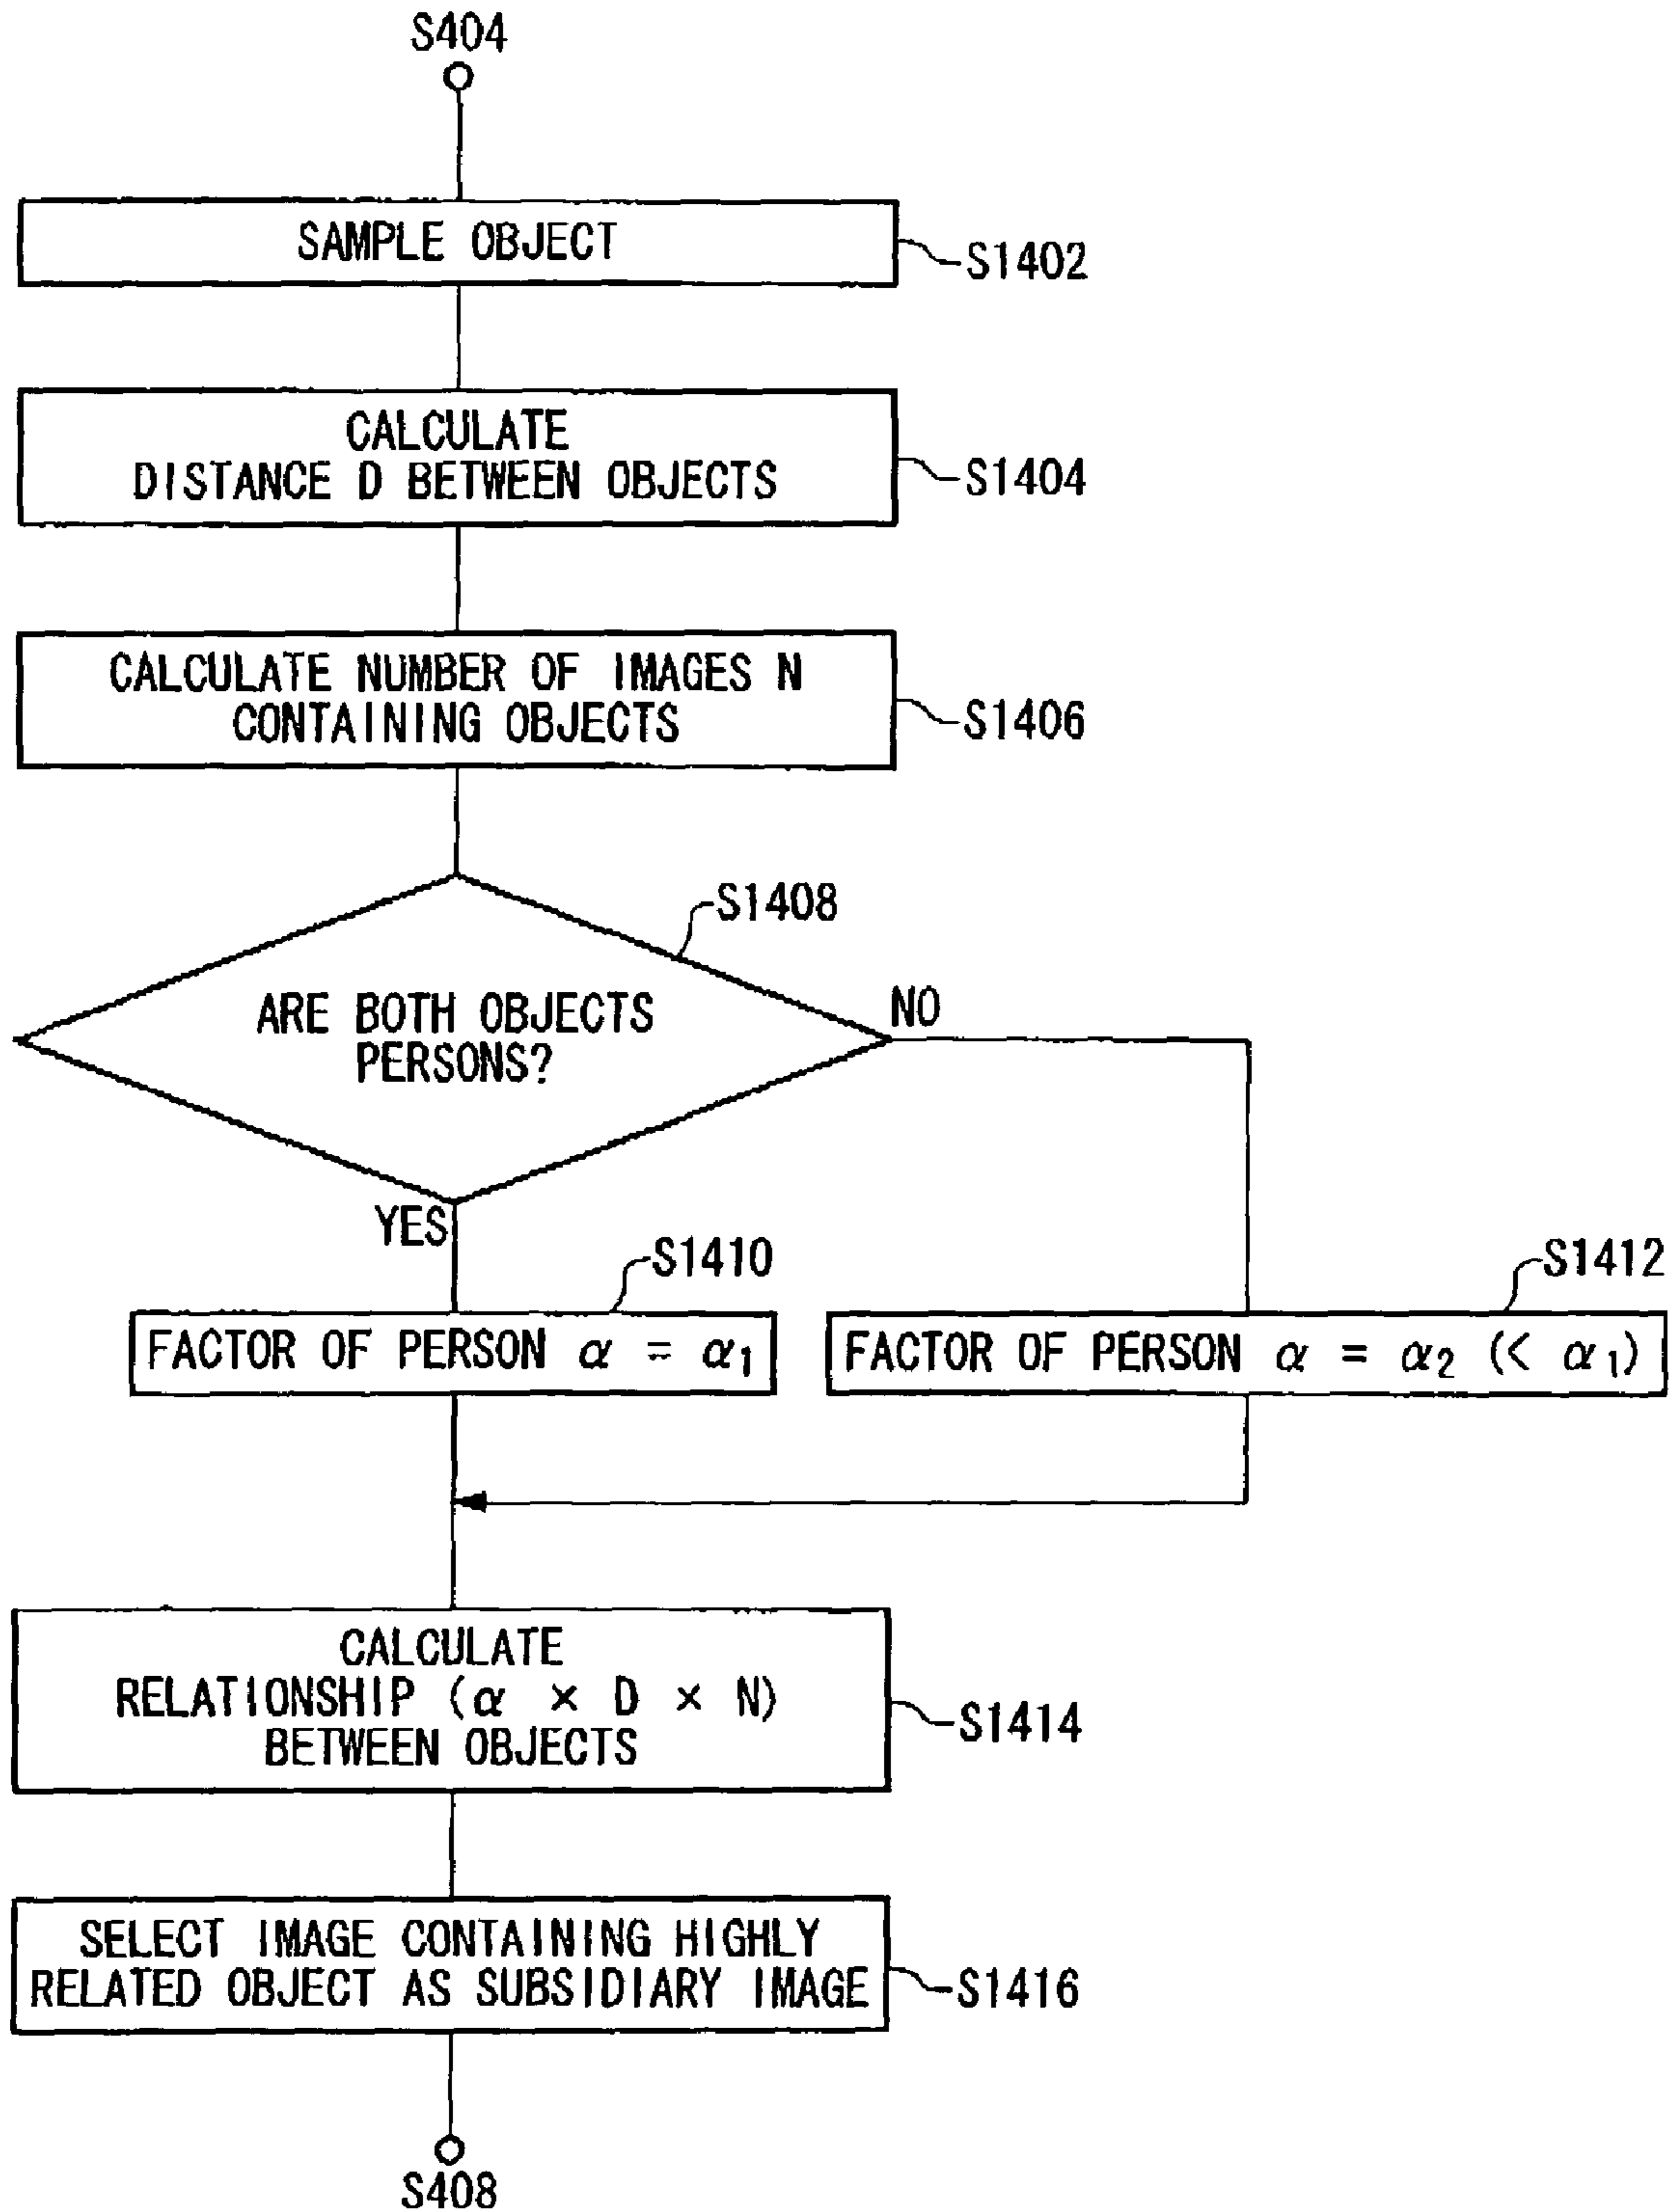 S404
SAMPLE OBJECT
S1402
CALCULATE
DISTANCE D BETWEEN OBJECTS
S1404
CALCULATE NUMBER OF IMAGES N
CONTAINING OBJECTS
S1406
S1408
ARE BOTH OBJECTS
PERSONS?
NO
YES
S1410
FACTOR OF PERSON α = α1
S1412
FACTOR OF PERSON α = α2 (< α1)
CALCULATE
RELATIONSHIP (α × D × N)
BETWEEN OBJECTS
S1414
SELECT IMAGE CONTAINING HIGHLY
RELATED OBJECT AS SUBSIDIARY IMAGE
S1416
S408